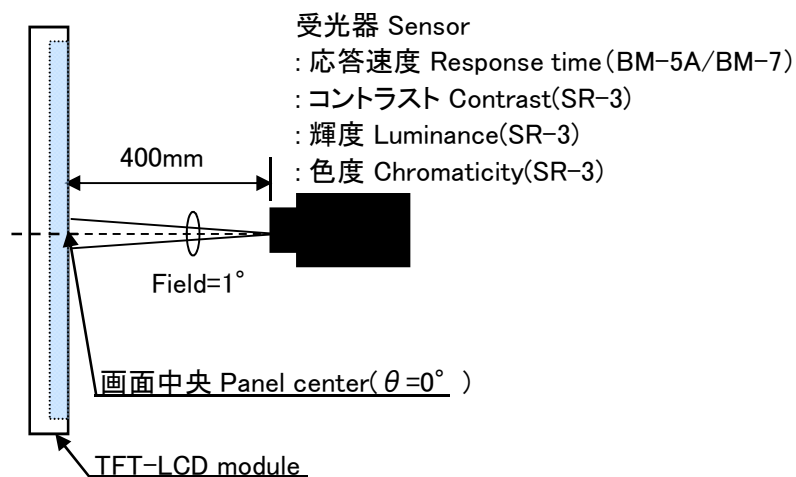 受光器 Sensor
: 応答速度 Response time(BM-5A/BM-7)
: コントラスト Contrast(SR-3)
: 輝度 Luminance(SR-3)
: 色度 Chromaticity(SR-3)
400mm
Field=1°
画面中央 Panel center(θ=0° )
TFT-LCD module